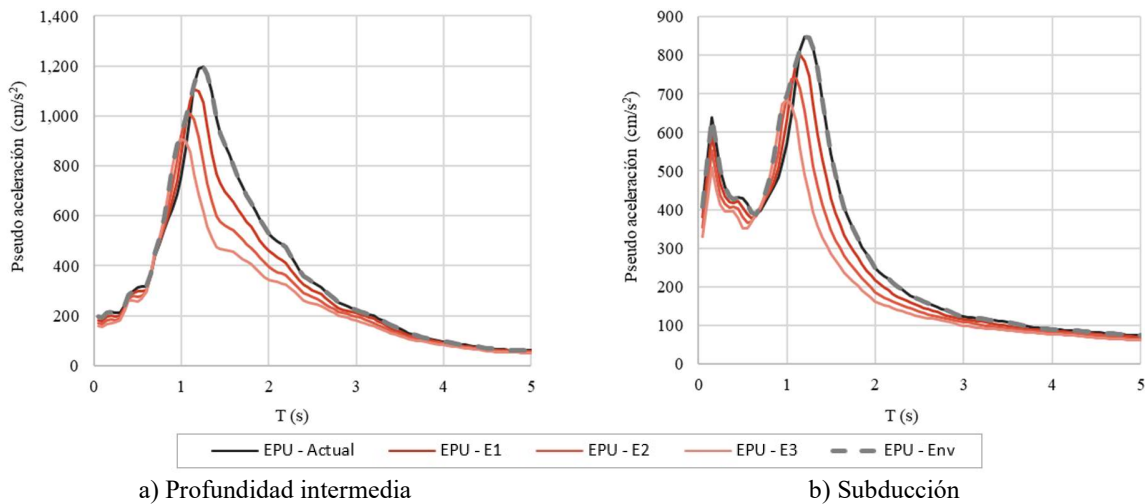 1,400
1,200
1,000
800
600
400
200
0
Pseudo aceleración (cm/s²)
0 1 2 3 4 5
T (s)
900
800
700
600
500
400
300
200
100
0
Pseudo aceleración (cm/s²)
0 1 2 3 4 5
T (s)
EPU - Actual EPU - E1 EPU - E2 EPU - E3 EPU - Env
a) Profundidad intermedia b) Subducción